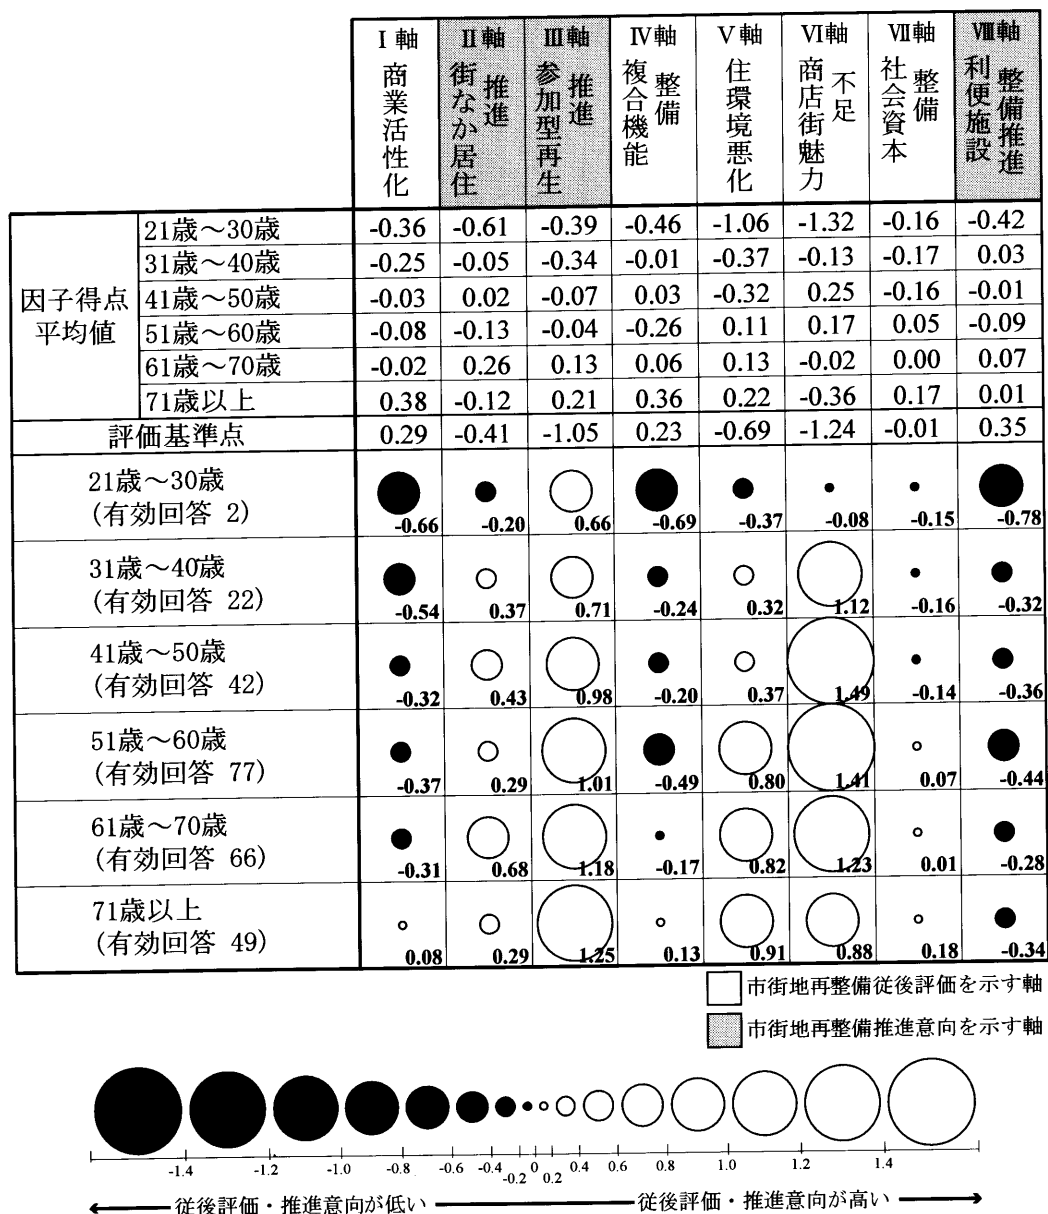 Ⅰ軸 Ⅱ軸 Ⅲ軸 Ⅳ軸 Ⅴ軸 Ⅵ軸 Ⅶ軸 Ⅷ軸
商業活性化 街なか居住推進 参加型再生推進 複合機能整備 住環境悪化 商店街魅力不足 社会資本整備 利便施設整備推進
因子得点平均値
21歳～30歳 -0.36 -0.61 -0.39 -0.46 -1.06 -1.32 -0.16 -0.42
31歳～40歳 -0.25 -0.05 -0.34 -0.01 -0.37 -0.13 -0.17 0.03
41歳～50歳 -0.03 0.02 -0.07 0.03 -0.32 0.25 -0.16 -0.01
51歳～60歳 -0.08 -0.13 -0.04 -0.26 0.11 0.17 0.05 -0.09
61歳～70歳 -0.02 0.26 0.13 0.06 0.13 -0.02 0.00 0.07
71歳以上 0.38 -0.12 0.21 0.36 0.22 -0.36 0.17 0.01
評価基準点 0.29 -0.41 -1.05 0.23 -0.69 -1.24 -0.01 0.35
21歳～30歳
(有効回答 2) -0.66 -0.20 0.66 -0.69 -0.37 -0.08 -0.15 -0.78
31歳～40歳
(有効回答 22) -0.54 0.37 0.71 -0.24 0.32 1.12 -0.16 -0.32
41歳～50歳
(有効回答 42) -0.32 0.43 0.98 -0.20 0.37 1.49 -0.14 -0.36
51歳～60歳
(有効回答 77) -0.37 0.29 1.01 -0.49 0.80 1.41 0.07 -0.44
61歳～70歳
(有効回答 66) -0.31 0.68 1.18 -0.17 0.82 1.23 0.01 -0.28
71歳以上
(有効回答 49) 0.08 0.29 1.25 0.13 0.91 0.88 0.18 -0.34
市街地再整備従後評価を示す軸
市街地再整備推進意向を示す軸
-1.4 -1.2 -1.0 -0.8 -0.6 -0.4 -0.2 0 0.2 0.4 0.6 0.8 1.0 1.2 1.4
従後評価・推進意向が低い 従後評価・推進意向が高い